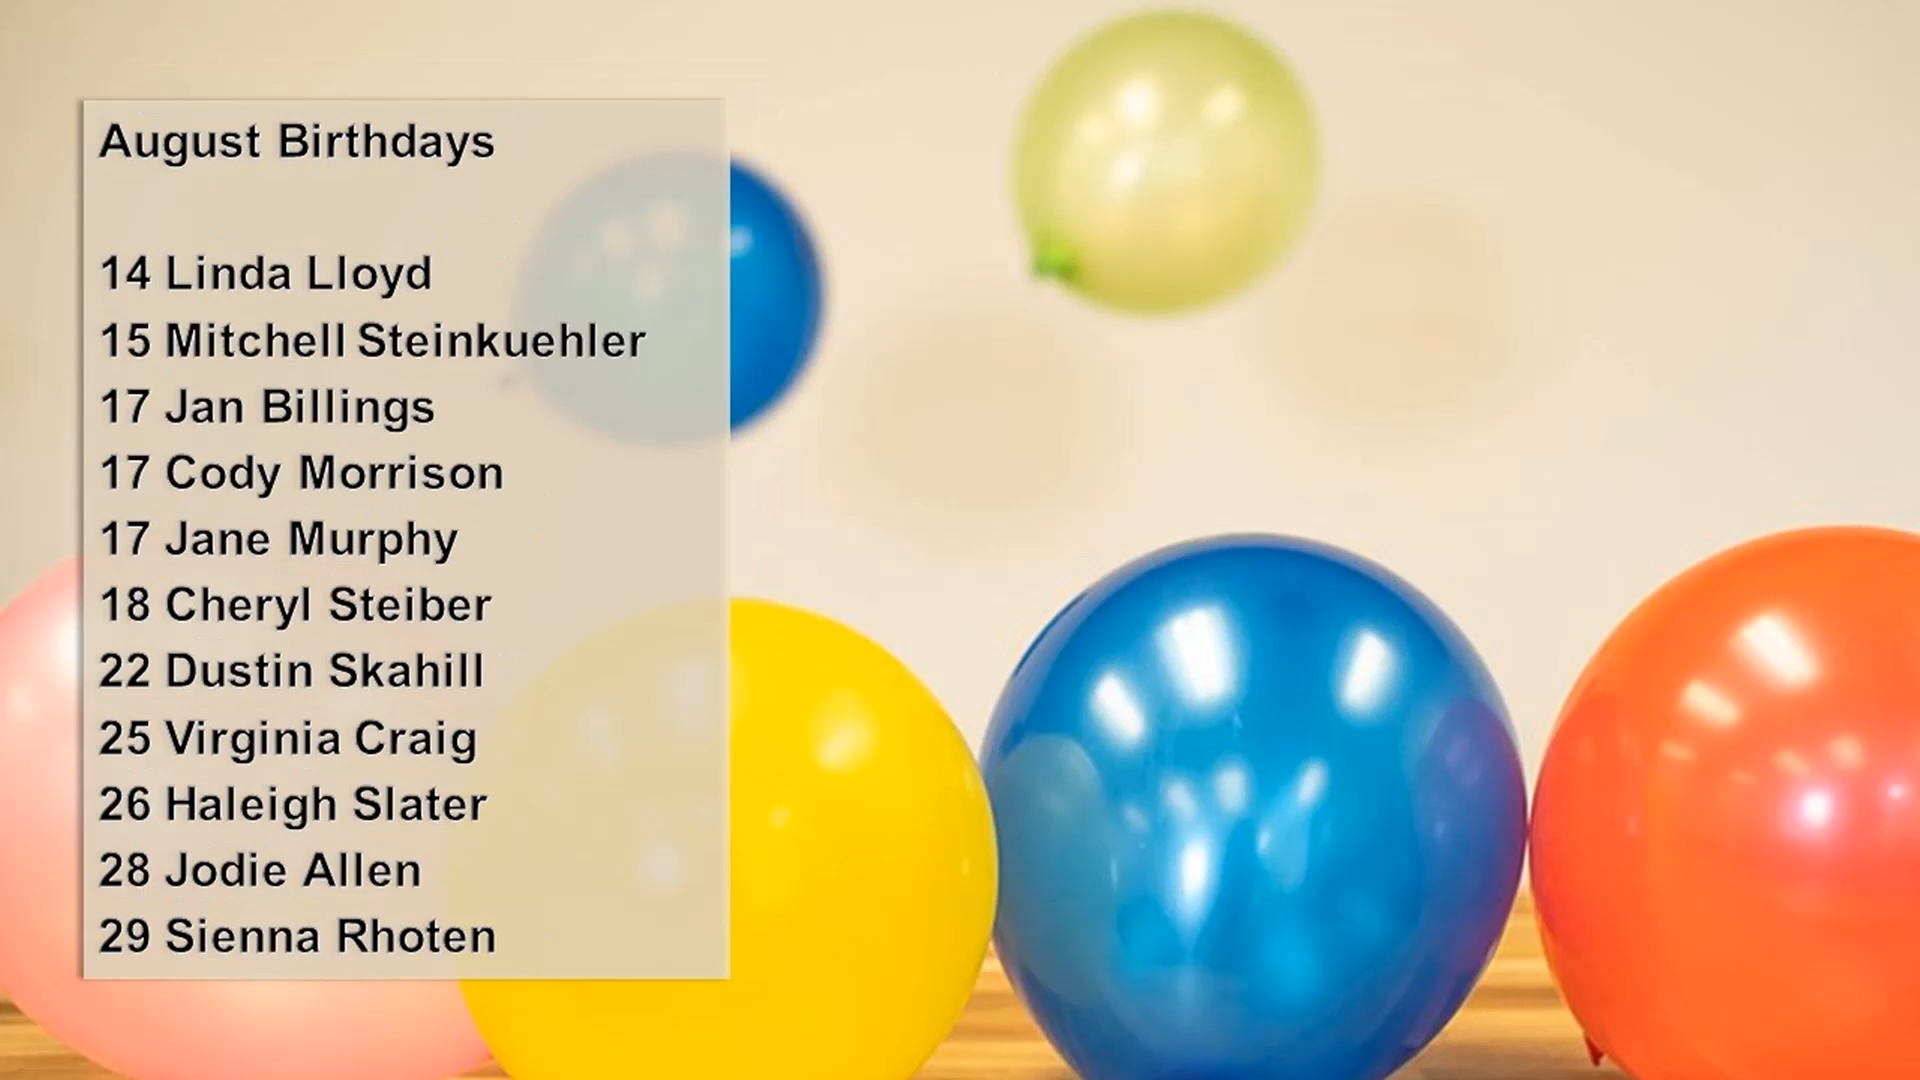 August Birthdays
14 Linda Lloyd
15 Mitchell Steinkuehler
17 Jan Billings
17 Cody Morrison
17 Jane Murphy
18 Cheryl Steiber
22 Dustin Skahill
25 Virginia Craig
26 Haleigh Slater
28 Jodie Allen
29 Sienna Rhoten